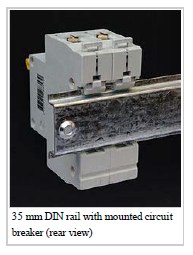 35 mm DIN rail with mounted circuit
breaker (rear view)